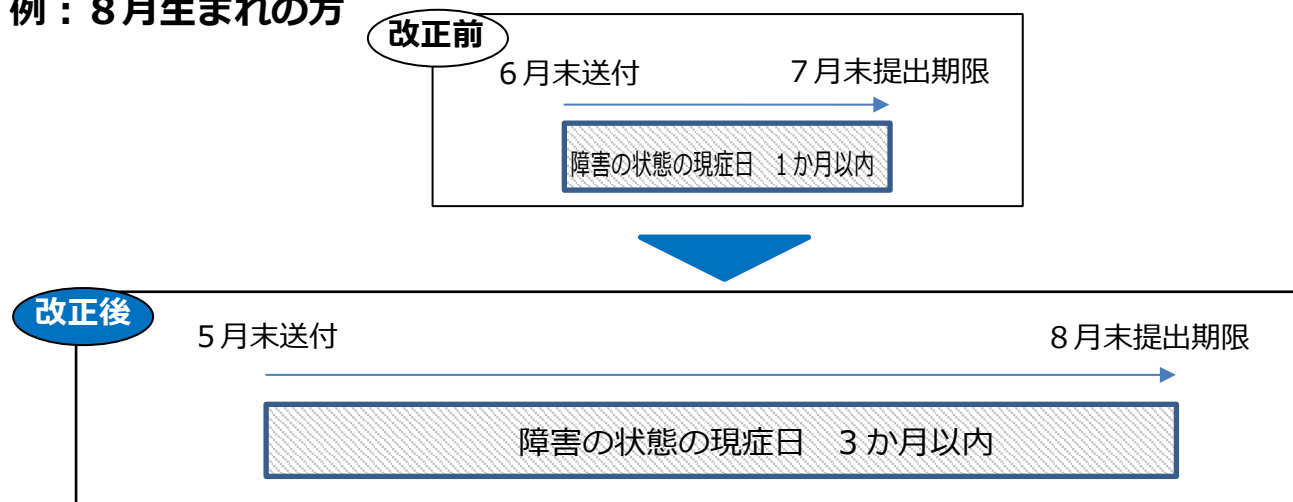 例：８月生まれの方
改正前
６月末送付　７月末提出期限
障害の状態の現症日　１か月以内
改正後
５月末送付　８月末提出期限
障害の状態の現症日　３か月以内